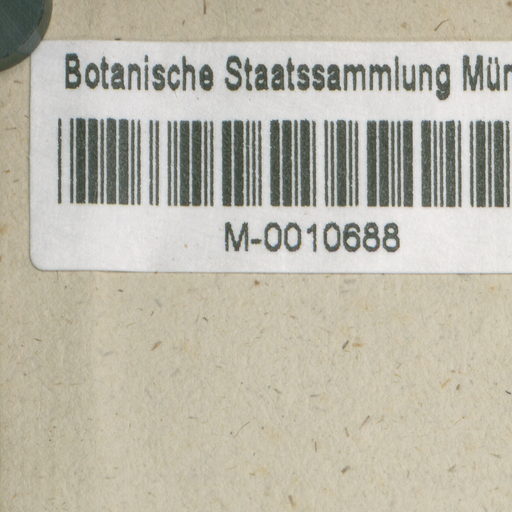 Botanische Staatssammlung Mün
M-0010688